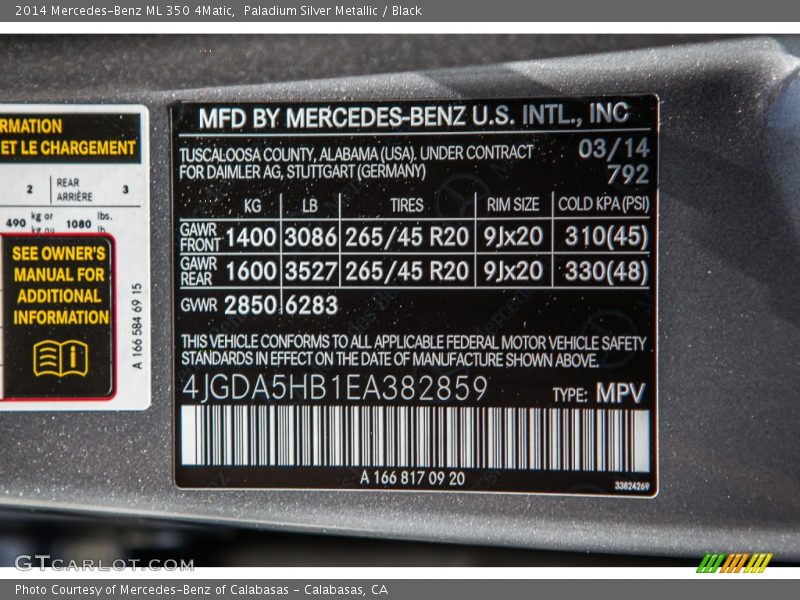 2014 Mercedes-Benz ML 350 4Matic,  Paladium Silver Metallic / Black
RMATION
ET LE CHARGEMENT
2 REAR ARRIÈRE 3
490 kg or kg ou 1080 lbs. lb
SEE OWNER'S
MANUAL FOR
ADDITIONAL
INFORMATION
A 166 584 69 15
MFD BY MERCEDES-BENZ U.S. INTL., INC
TUSCALOOSA COUNTY, ALABAMA (USA). UNDER CONTRACT 03/14
FOR DAIMLER AG, STUTTGART (GERMANY) 792
KG LB TIRES RIM SIZE COLD KPA (PSI)
GAWR FRONT 1400 3086 265/45 R20 9Jx20 310(45)
GAWR REAR 1600 3527 265/45 R20 9Jx20 330(48)
GVWR 2850 6283
THIS VEHICLE CONFORMS TO ALL APPLICABLE FEDERAL MOTOR VEHICLE SAFETY
STANDARDS IN EFFECT ON THE DATE OF MANUFACTURE SHOWN ABOVE.
4JGDA5HB1EA382859 TYPE: MPV
A 166 817 09 20
33824269
GTCARLOT.COM
Photo Courtesy of Mercedes-Benz of Calabasas - Calabasas, CA